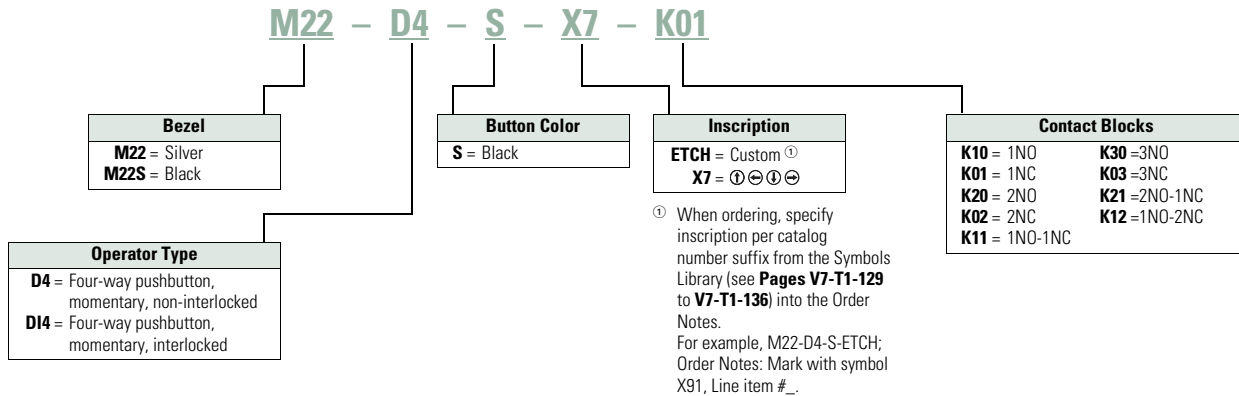 M22 – D4 – S – X7 – K01
Bezel
M22 = Silver
M22S = Black
Operator Type
D4 = Four-way pushbutton,
momentary, non-interlocked
DI4 = Four-way pushbutton,
momentary, interlocked
Button Color
S = Black
Inscription
ETCH = Custom ①
X7 = ⇧ ⇦ ⇩ ⇨
① When ordering, specify
inscription per catalog
number suffix from the Symbols
Library (see Pages V7-T1-129
to V7-T1-136) into the Order
Notes.
For example, M22-D4-S-ETCH;
Order Notes: Mark with symbol
X91, Line item #_.
Contact Blocks
K10 = 1NO K30 =3NO
K01 = 1NC K03 =3NC
K20 = 2NO K21 =2NO-1NC
K02 = 2NC K12 =1NO-2NC
K11 = 1NO-1NC